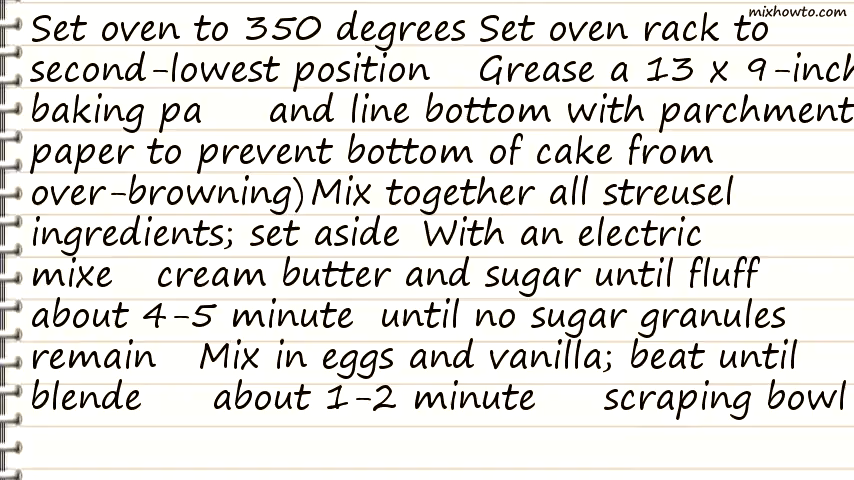 mixhowto.com
Set oven to 350 degrees Set oven rack to
second-lowest position Grease a 13 x 9-inch
baking pa and line bottom with parchment
paper to prevent bottom of cake from
over-browning) Mix together all streusel
ingredients; set aside With an electric
mixe cream butter and sugar until fluff
about 4-5 minute until no sugar granules
remain Mix in eggs and vanilla; beat until
blende about 1-2 minute scraping bowl